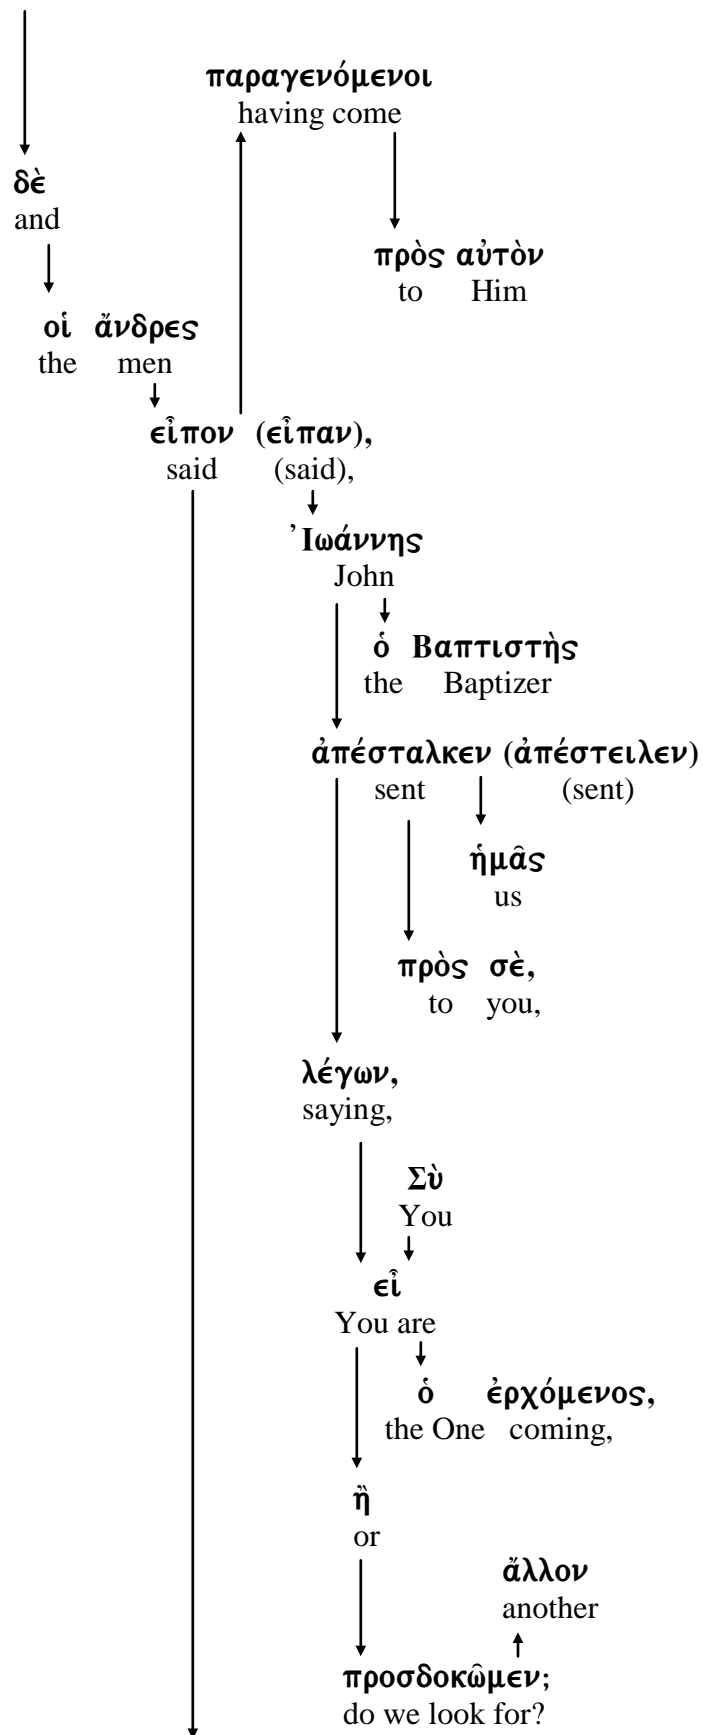 παραγενόμενοι
having come
δὲ
and
πρὸς αὐτὸν
to Him
οἱ ἄνδρες
the men
εἶπον (εἶπαν),
said (said),
Ἰωάννης
John
ὁ Βαπτιστὴς
the Baptizer
ἀπέσταλκεν (ἀπέστειλεν)
sent (sent)
ἡμᾶς
us
πρὸς σὲ,
to you,
λέγων,
saying,
Σὺ
You
εἶ
You are
ὁ ἐρχόμενος,
the One coming,
ἢ
or
ἄλλον
another
προσδοκῶμεν;
do we look for?